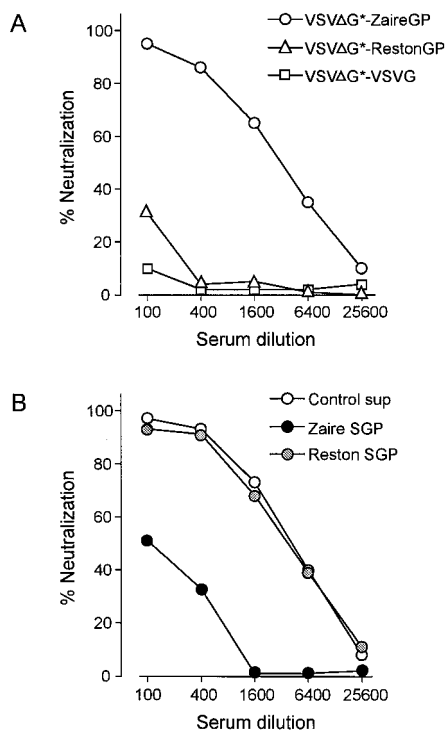 A
VSVΔG*-ZaireGP
VSVΔG*-RestonGP
VSVΔG*-VSVG
100
80
60
40
20
0
% Neutralization
100 400 1600 6400 25600
Serum dilution
B
Control sup
Zaire SGP
Reston SGP
100
80
60
40
20
0
% Neutralization
100 400 1600 6400 25600
Serum dilution